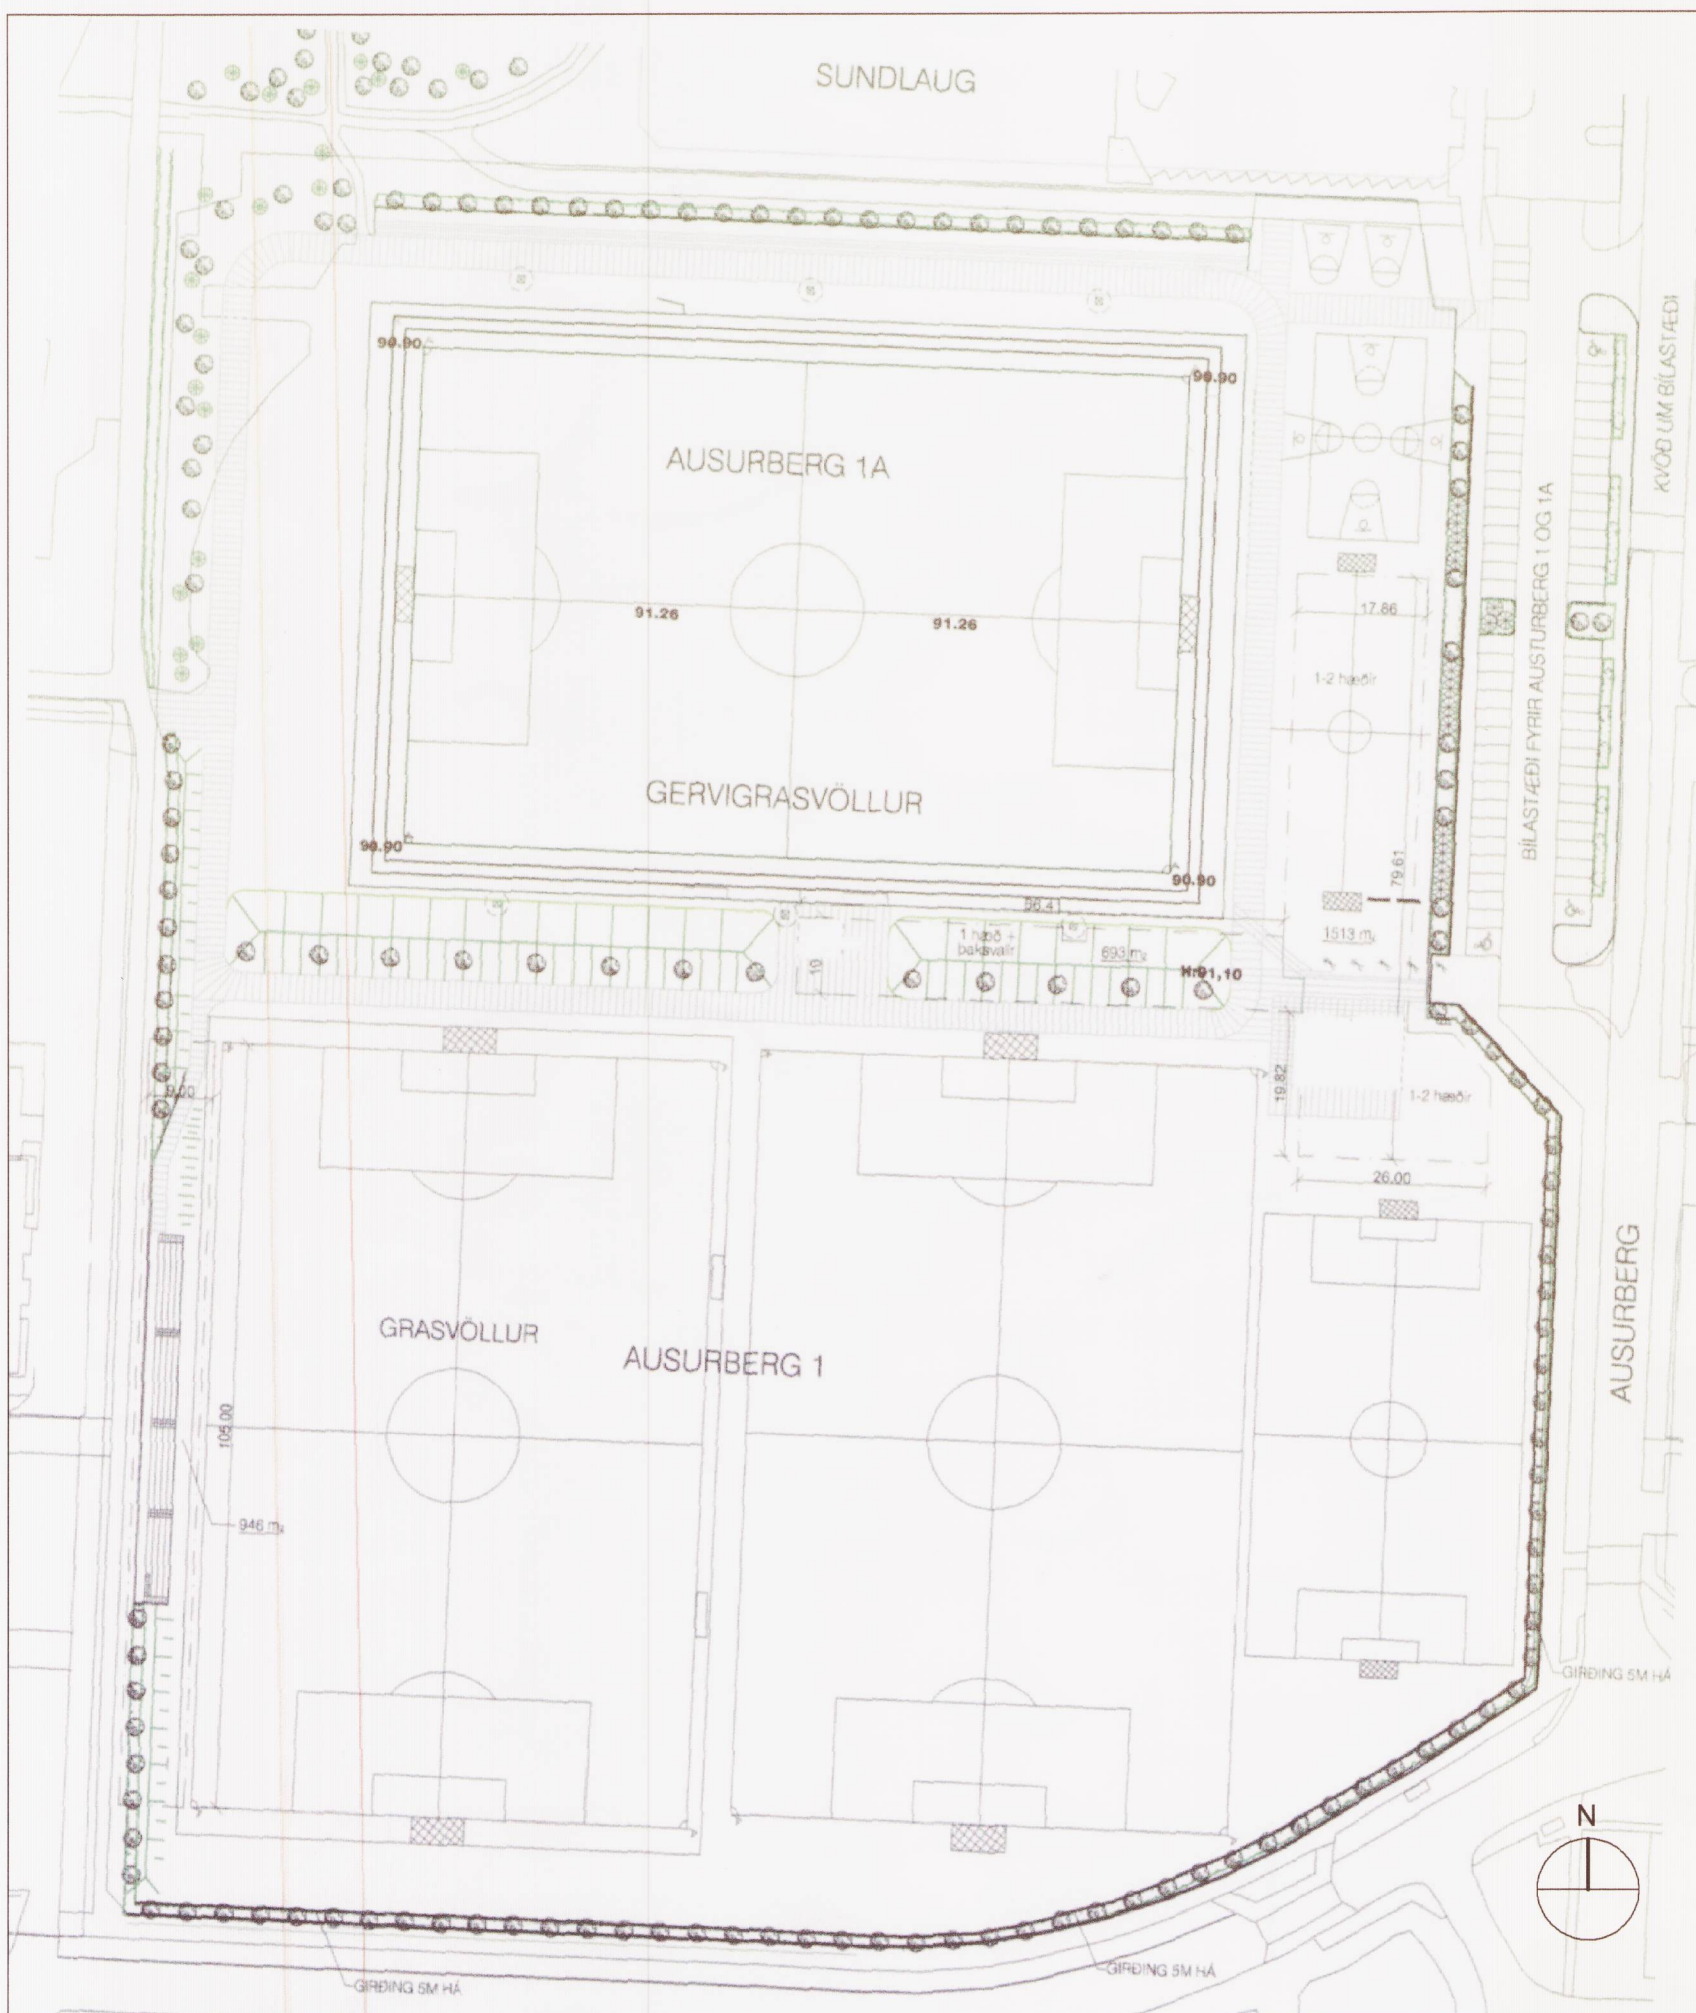 SUNDLAUG
90.90
90.90
AUSURBERG 1A
91.26
91.26
GERVIGRASVÖLLUR
90.90
90.90
17.86
1-2 hæðir
79.61
1513 m²
BÍLASTÆÐI FYRIR AUSTURBERG 1 OG 1A
KVÖÐ UM BÍLASTÆÐI
1 hæð +
693 m²
10
H:91,10
9.00
19.82
1-2 hæðir
26.00
GRASVÖLLUR
AUSURBERG 1
AUSURBERG
105.00
946 m²
GIRÐING 5M HÁ
N
GIRÐING 5M HÁ
GIRÐING 5M HÁ